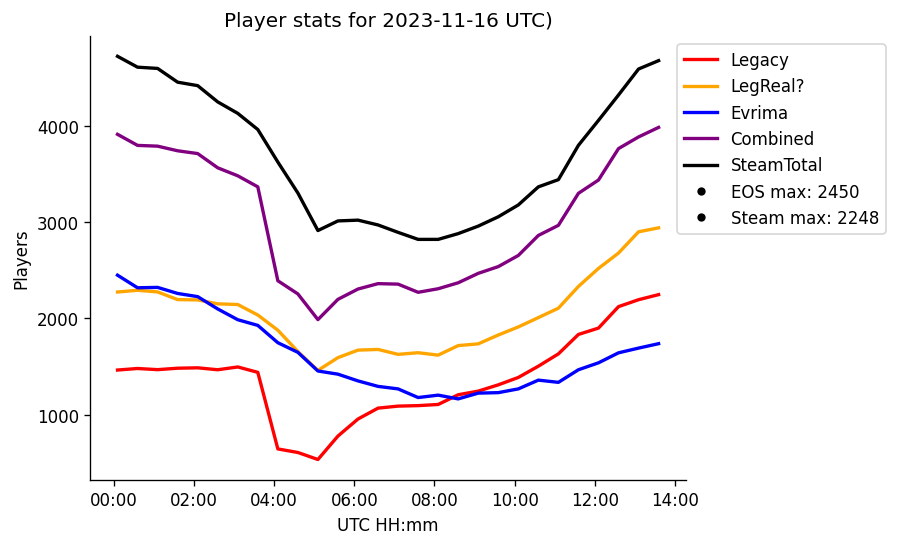 Player stats for 2023-11-16 UTC)
Legacy
LegReal?
Evrima
Combined
SteamTotal
EOS max: 2450
Steam max: 2248
Players
4000
3000
2000
1000
00:00 02:00 04:00 06:00 08:00 10:00 12:00 14:00
UTC HH:mm